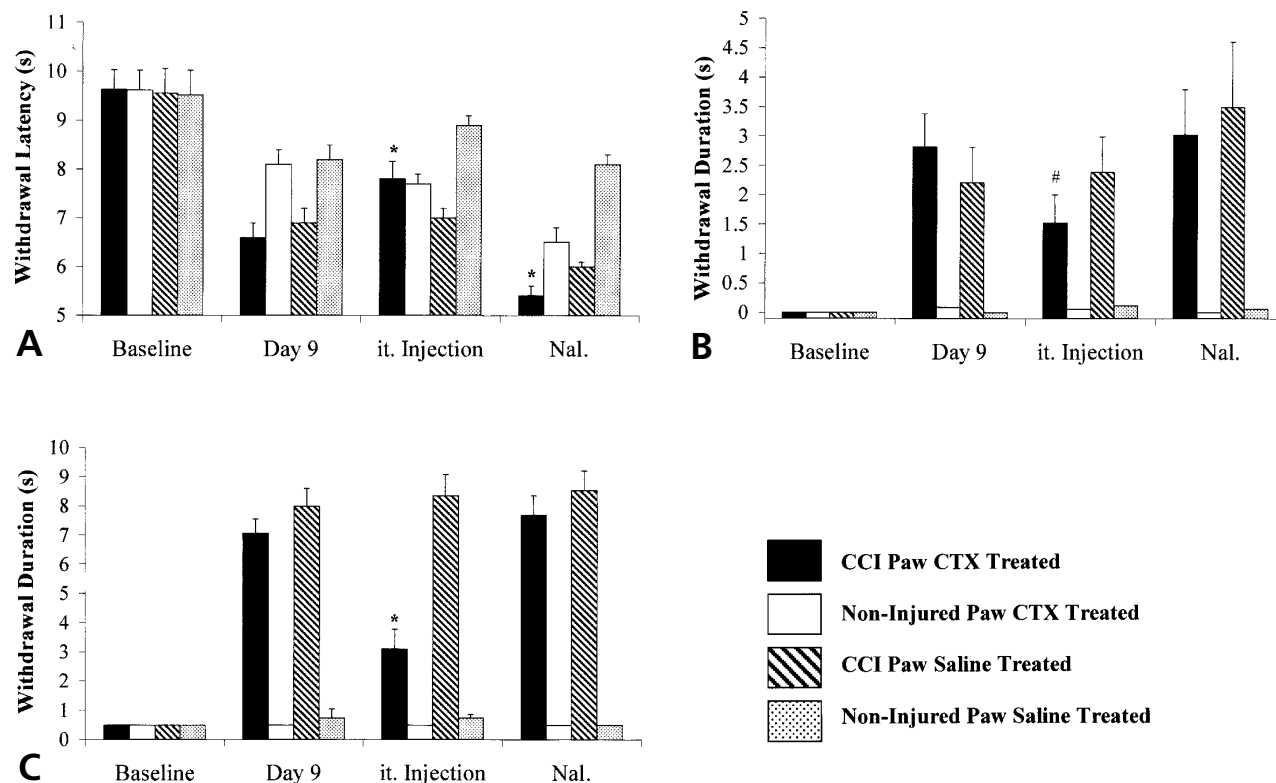 11
10
9
8
7
6
5
Withdrawal Latency (s)
*
*
A
Baseline Day 9 it. Injection Nal.
5
4.5
4
3.5
3
2.5
2
1.5
1
0.5
0
Withdrawal Duration (s)
#
B
Baseline Day 9 it. Injection Nal.
10
9
8
7
6
5
4
3
2
1
0
Withdrawal Duration (s)
*
C
Baseline Day 9 it. Injection Nal.
CCI Paw CTX Treated
Non-Injured Paw CTX Treated
CCI Paw Saline Treated
Non-Injured Paw Saline Treated